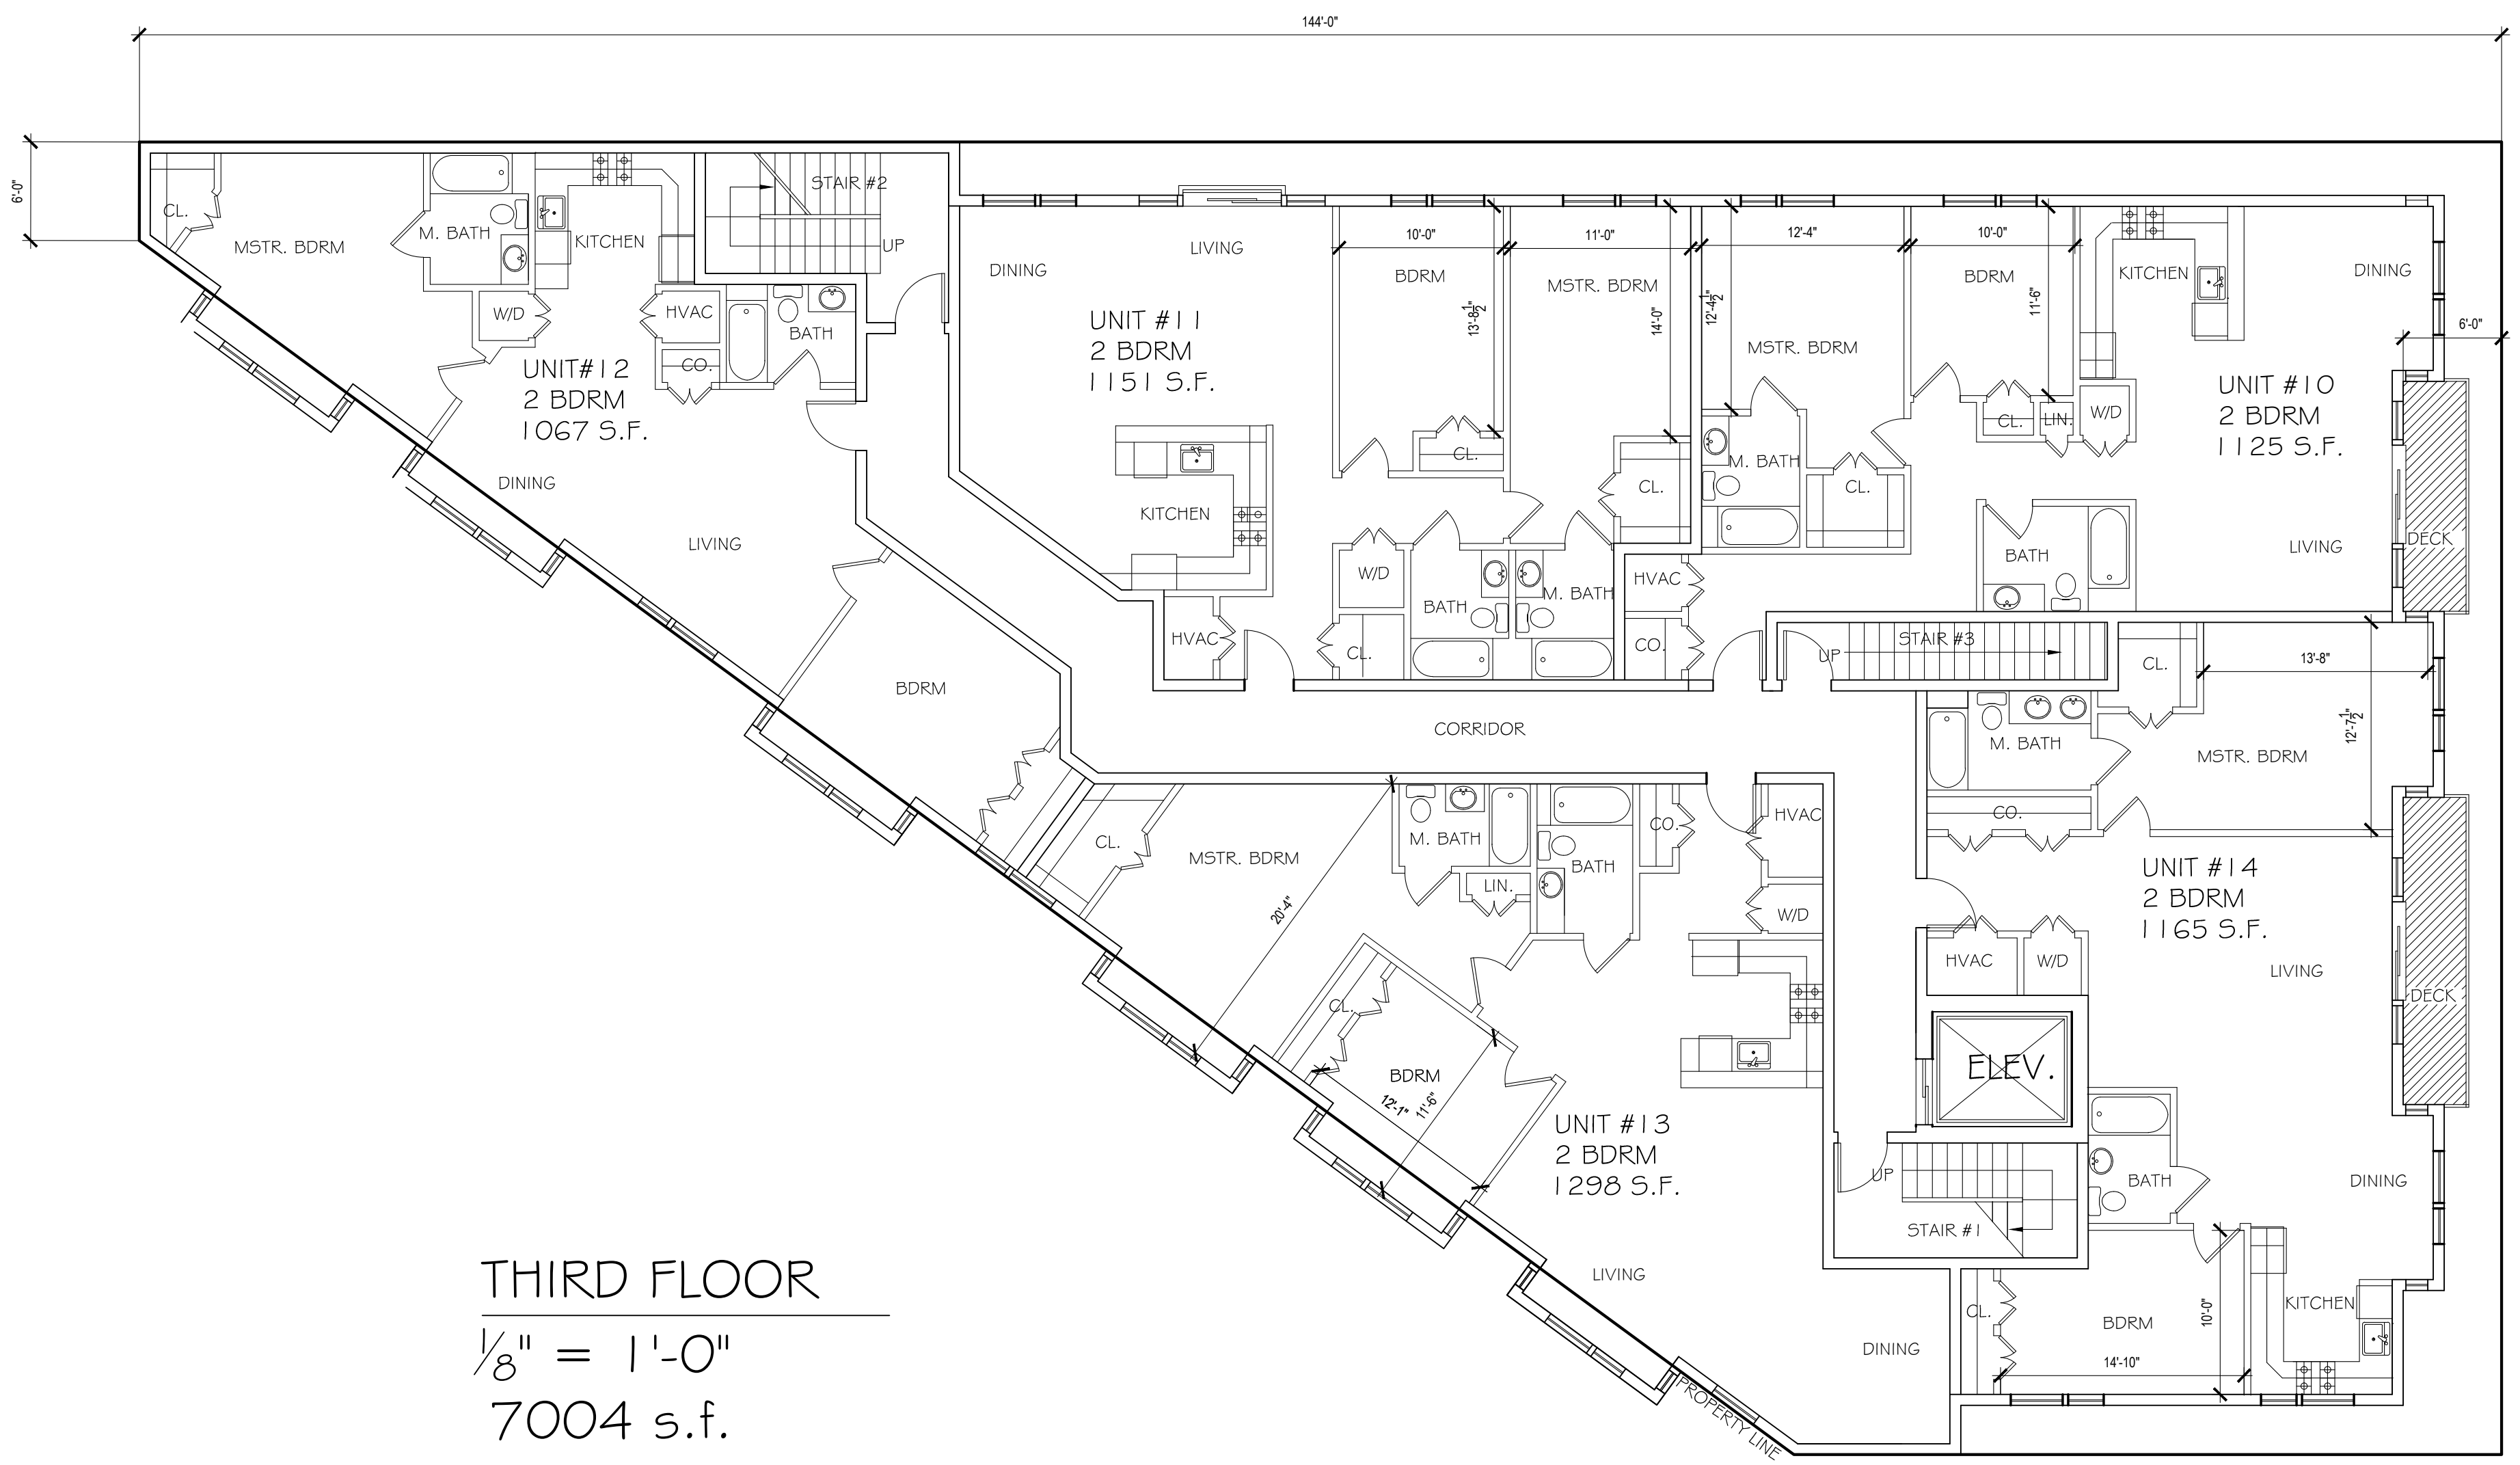 144'-0"
6'-0"
CL.
MSTR. BDRM
M. BATH
KITCHEN
W/D
HVAC
CO.
BATH
UNIT#12
2 BDRM
1067 S.F.
DINING
LIVING
BDRM
STAIR #2
UP
DINING
LIVING
UNIT #11
2 BDRM
1151 S.F.
KITCHEN
HVAC
10'-0"
BDRM
13'-8½"
CL.
11'-0"
MSTR. BDRM
14'-0"
CL.
W/D
BATH
M. BATH
CL.
12'-4"
12'-4½"
MSTR. BDRM
M. BATH
CL.
HVAC
CO.
10'-0"
BDRM
11'-6"
CL.
LIN.
W/D
KITCHEN
DINING
6'-0"
UNIT #10
2 BDRM
1125 S.F.
BATH
LIVING
DECK
STAIR #3
UP
CORRIDOR
CL.
13'-8"
12'-7½"
M. BATH
MSTR. BDRM
CO.
UNIT #14
2 BDRM
1165 S.F.
HVAC
W/D
LIVING
DECK
ELEV.
UP
STAIR #1
BATH
DINING
CL.
BDRM
10'-0"
14'-10"
KITCHEN
CL.
MSTR. BDRM
20'-4"
M. BATH
LIN.
BATH
CO.
HVAC
W/D
CL.
BDRM
12'-1"
11'-6"
UNIT #13
2 BDRM
1298 S.F.
LIVING
DINING
PROPERTY LINE
THIRD FLOOR
⅛" = 1'-0"
7004 s.f.